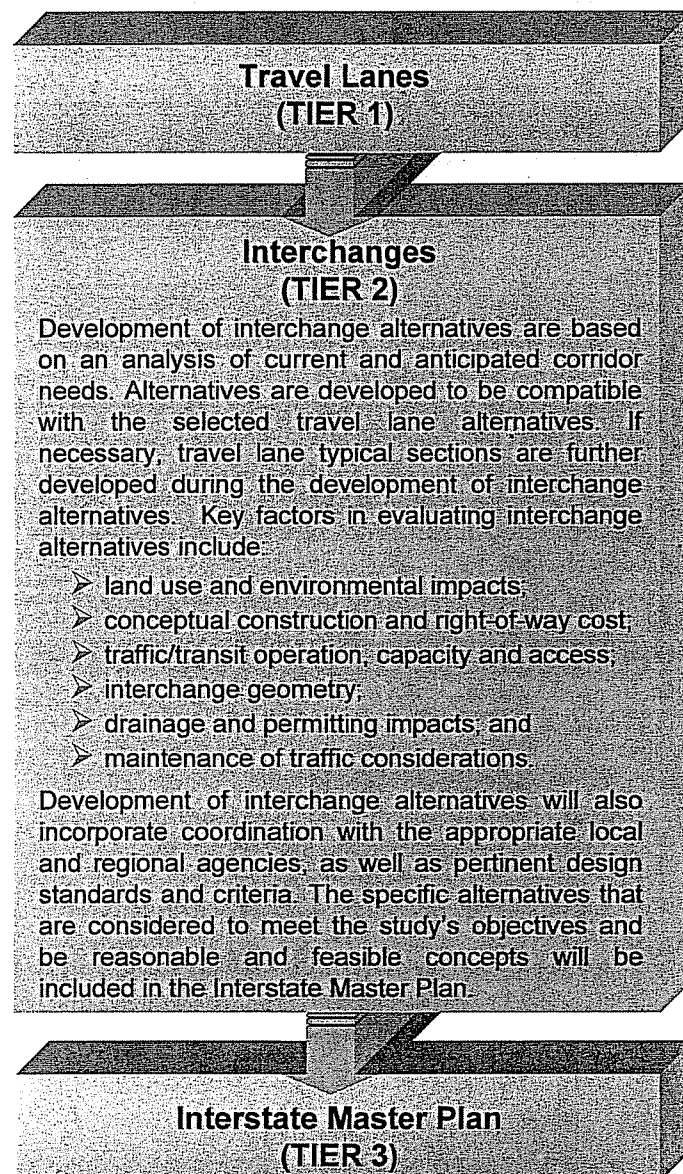 Travel Lanes
(TIER 1)
Interchanges
(TIER 2)
Development of interchange alternatives are based
on an analysis of current and anticipated corridor
needs. Alternatives are developed to be compatible
with the selected travel lane alternatives. If
necessary, travel lane typical sections are further
developed during the development of interchange
alternatives. Key factors in evaluating interchange
alternatives include:
➢ land use and environmental impacts;
➢ conceptual construction and right-of-way cost;
➢ traffic/transit operation, capacity and access;
➢ interchange geometry;
➢ drainage and permitting impacts; and
➢ maintenance of traffic considerations.
Development of interchange alternatives will also
incorporate coordination with the appropriate local
and regional agencies, as well as pertinent design
standards and criteria. The specific alternatives that
are considered to meet the study's objectives and
be reasonable and feasible concepts will be
included in the Interstate Master Plan.
Interstate Master Plan
(TIER 3)